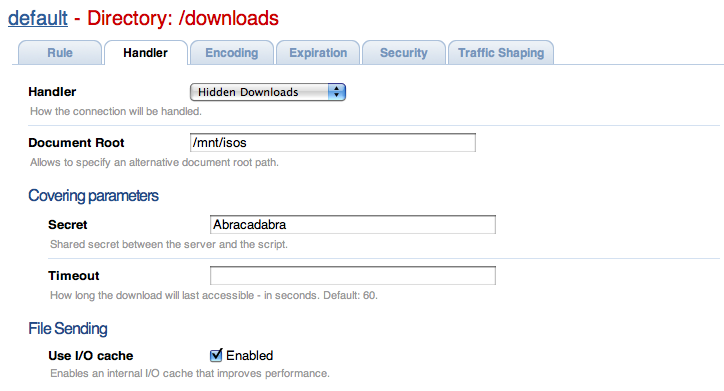 default - Directory: /downloads
Rule Handler Encoding Expiration Security Traffic Shaping
Handler Hidden Downloads
How the connection will be handled.
Document Root /mnt/isos
Allows to specify an alternative document root path.
Covering parameters
Secret Abracadabra
Shared secret between the server and the script.
Timeout
How long the download will last accessible - in seconds. Default: 60.
File Sending
Use I/O cache Enabled
Enables an internal I/O cache that improves performance.